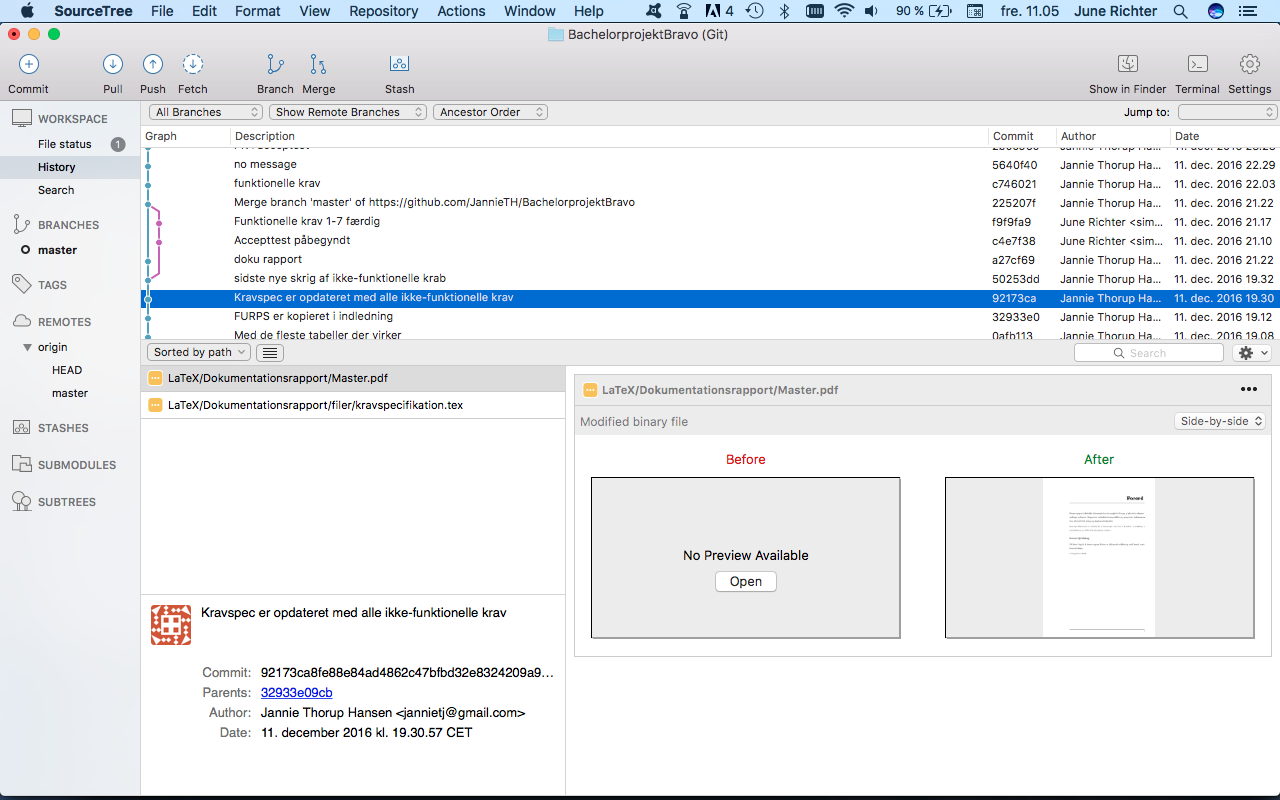 SourceTree File Edit Format View Repository Actions Window Help 4 90 % fre. 11.05 June Richter
BachelorprojektBravo (Git)
Commit Pull Push Fetch Branch Merge Stash Show in Finder Terminal Settings
WORKSPACE
File status 1
History
Search
BRANCHES
master
TAGS
REMOTES
origin
HEAD
master
STASHES
SUBMODULES
SUBTREES
All Branches Show Remote Branches Ancestor Order Jump to:
Graph Description Commit Author Date
no message 5640f40 Jannie Thorup Ha... 11. dec. 2016 22.29
funktionelle krav c746021 Jannie Thorup Ha... 11. dec. 2016 22.03
Merge branch 'master' of https://github.com/JannieTH/BachelorprojektBravo 225207f Jannie Thorup Ha... 11. dec. 2016 21.22
Funktionelle krav 1-7 færdig f9f9fa9 June Richter <sim... 11. dec. 2016 21.17
Accepttest påbegyndt c4e7f38 June Richter <sim... 11. dec. 2016 21.10
doku rapport a27cf69 Jannie Thorup Ha... 11. dec. 2016 21.22
sidste nye skrig af ikke-funktionelle krab 50253dd Jannie Thorup Ha... 11. dec. 2016 19.32
Kravspec er opdateret med alle ikke-funktionelle krav 92173ca Jannie Thorup Ha... 11. dec. 2016 19.30
FURPS er kopieret i indledning 32933e0 Jannie Thorup Ha... 11. dec. 2016 19.12
Med de fleste tabeller der virker 0afb113 Jannie Thorup Ha... 11. dec. 2016 19.08
Sorted by path Search
LaTeX/Dokumentationsrapport/Master.pdf
LaTeX/Dokumentationsrapport/filer/kravspecifikation.tex
Kravspec er opdateret med alle ikke-funktionelle krav
Commit: 92173ca8fe88e84ad4862c47bfbd32e8324209a9...
Parents: 32933e09cb
Author: Jannie Thorup Hansen <jannietj@gmail.com>
Date: 11. december 2016 kl. 19.30.57 CET
LaTeX/Dokumentationsrapport/Master.pdf
Modified binary file Side-by-side
Before After
No Preview Available
Open
Forord